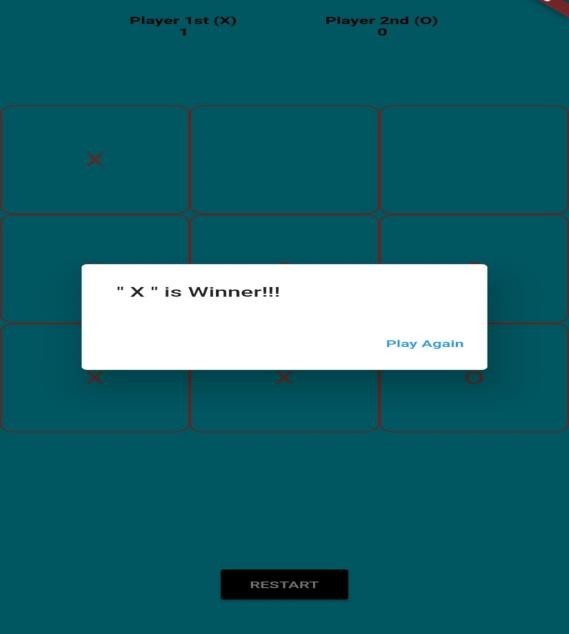 Player 1st (X) Player 2nd (O)
1 0
X
" X " is Winner!!!
Play Again
X X O
RESTART